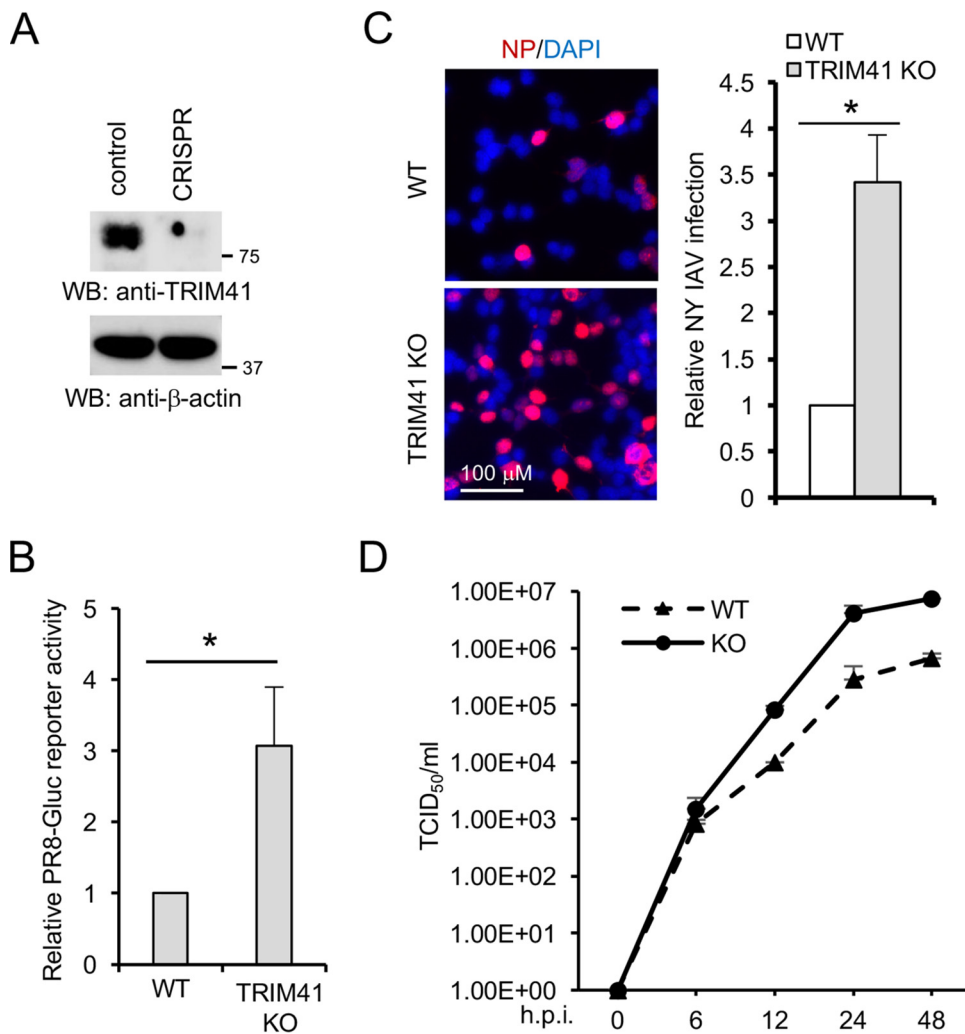 A
control
CRISPR
75
WB: anti-TRIM41
37
WB: anti-β-actin
B
Relative PR8-Gluc reporter activity
5
4
3
2
1
0
*
WT
TRIM41
KO
C
NP/DAPI
WT
TRIM41 KO
100 µM
WT
TRIM41 KO
Relative NY IAV infection
4.5
4
3.5
3
2.5
2
1.5
1
0.5
0
*
D
TCID50/ml
1.00E+07
1.00E+06
1.00E+05
1.00E+04
1.00E+03
1.00E+02
1.00E+01
1.00E+00
WT
KO
h.p.i.
0 6 12 24 48